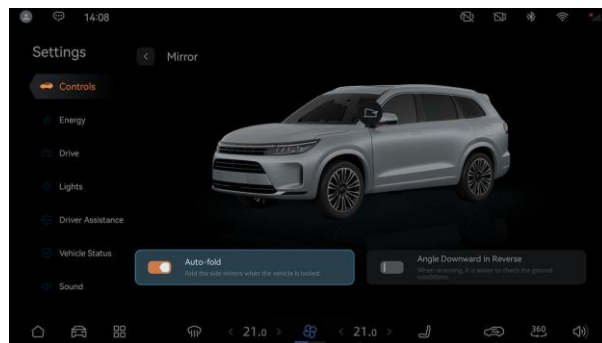 14:08
Settings
Mirror
Controls
Energy
Drive
Lights
Driver Assistance
Vehicle Status
Sound
Auto-fold
Fold the side mirrors when the vehicle is locked.
Angle Downward in Reverse
When reversing, it is easier to check the ground
conditions.
< 21.0 >
< 21.0 >
360